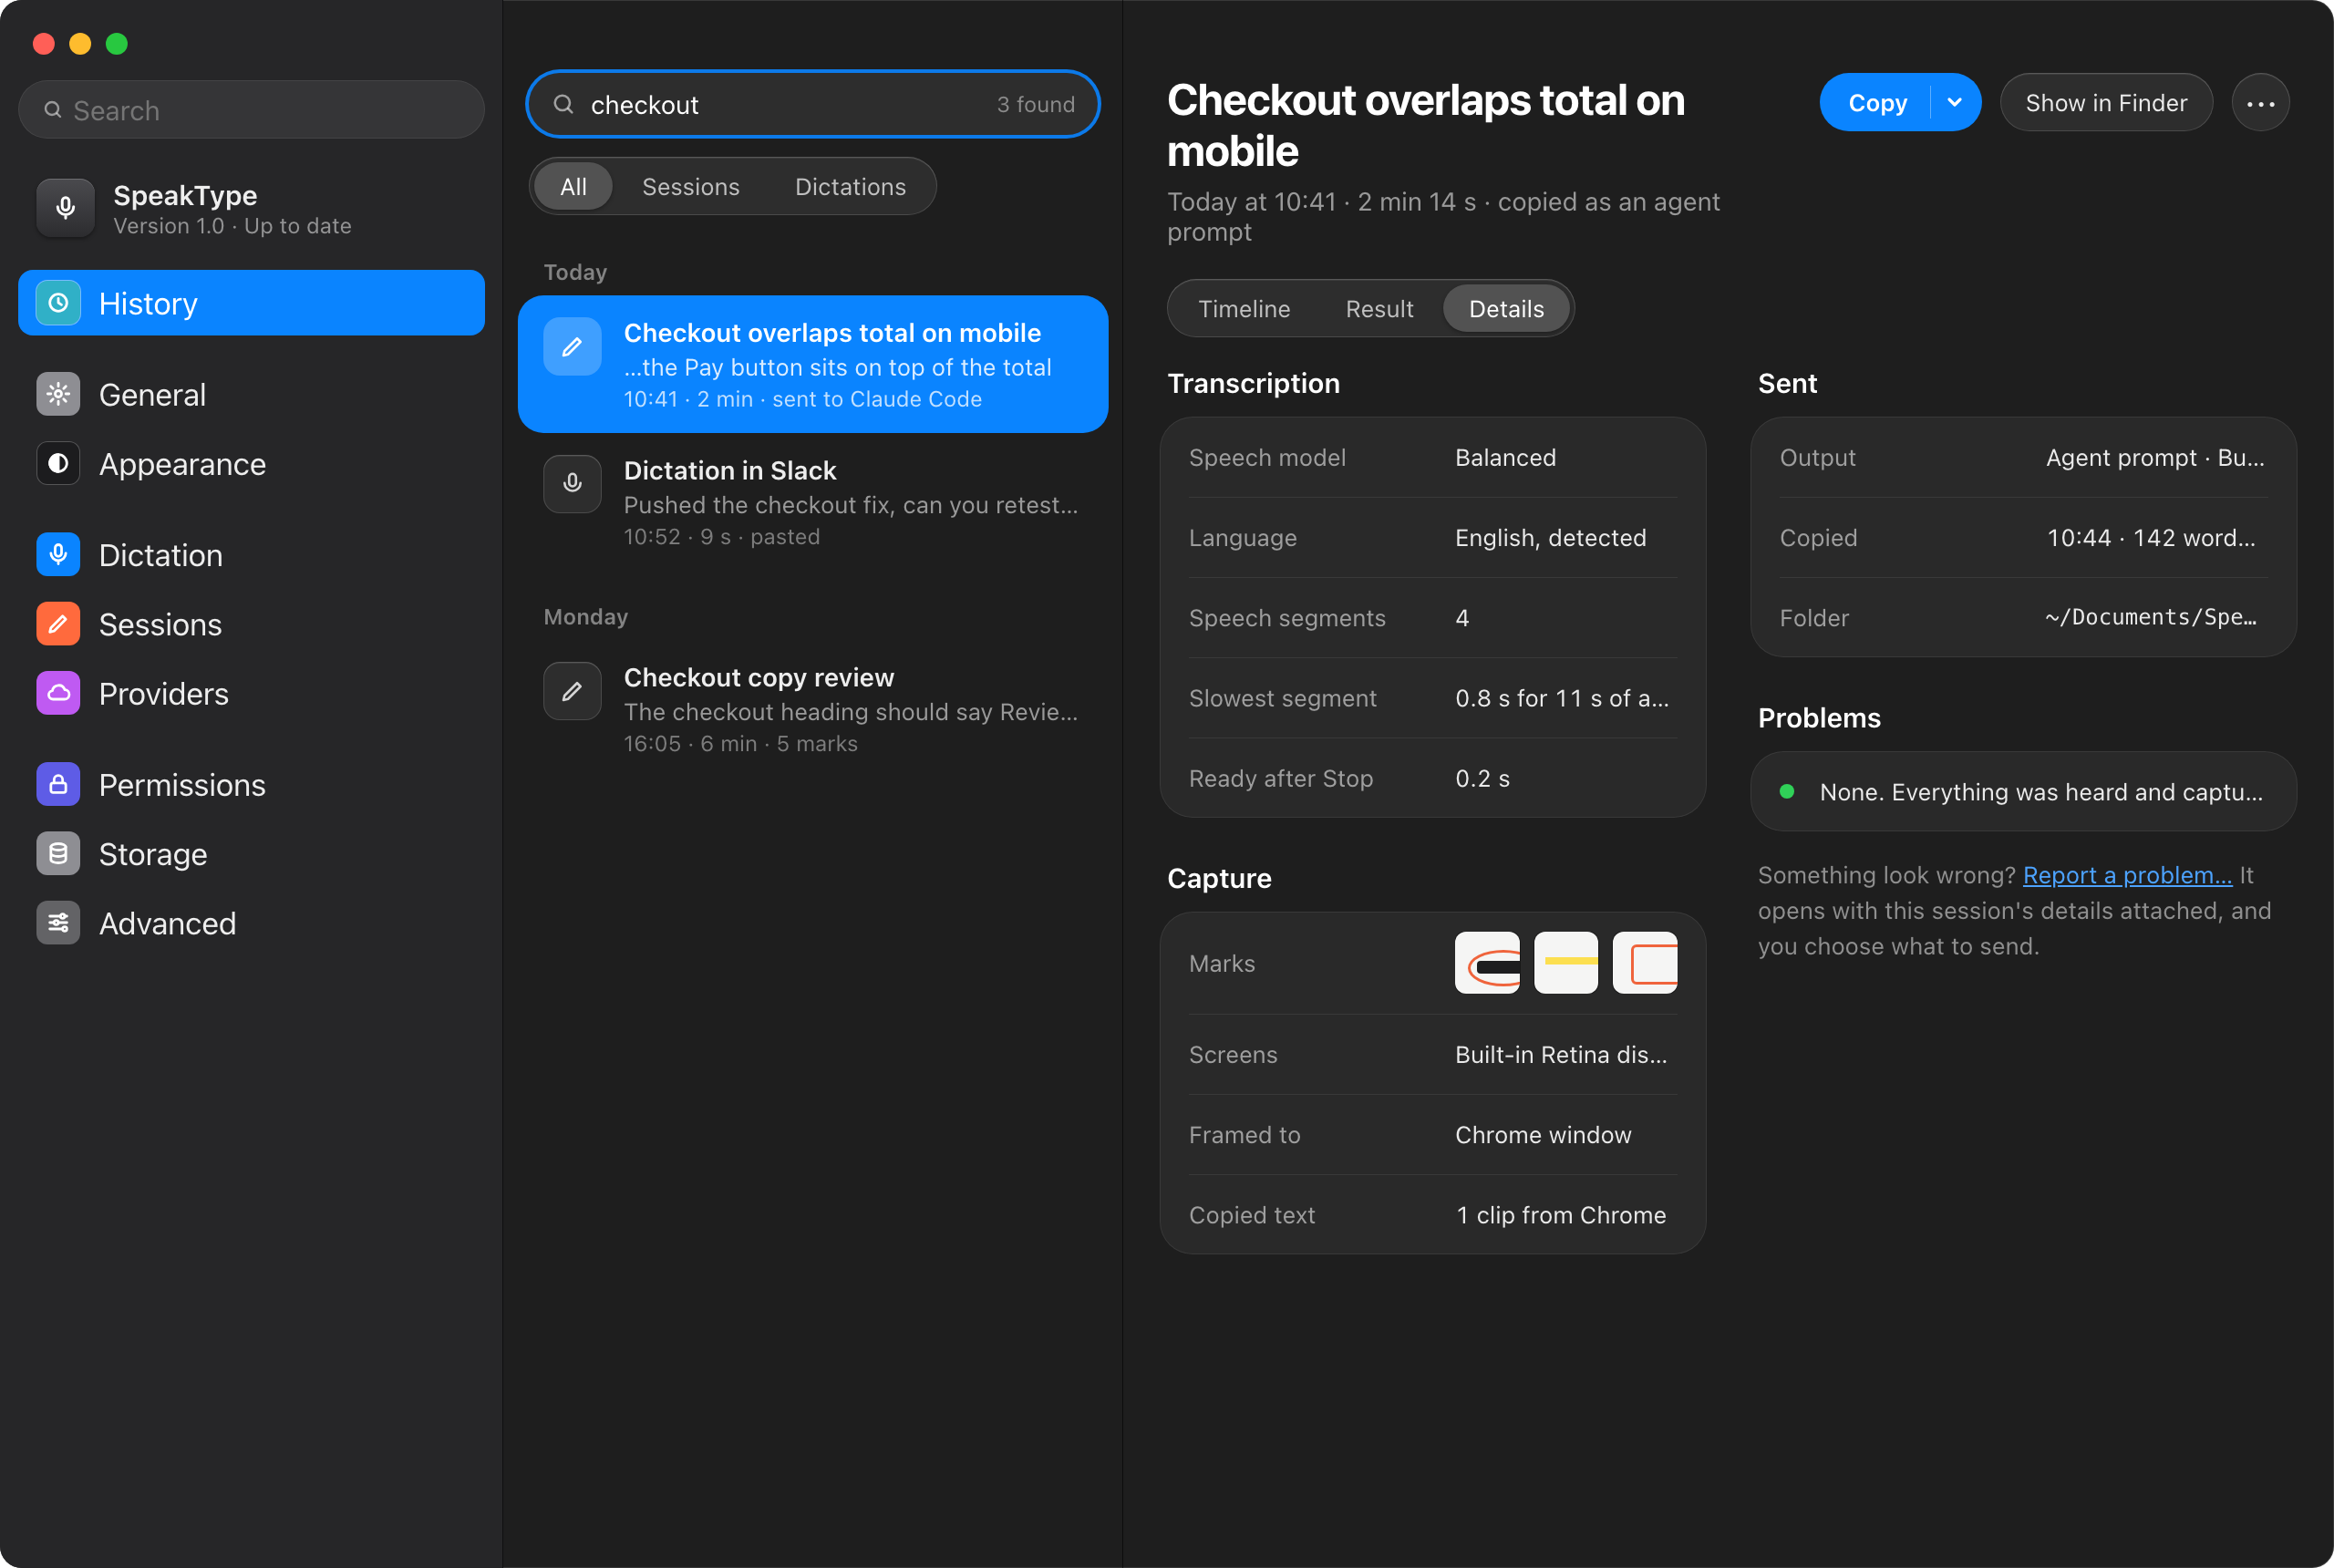 Search
SpeakType
Version 1.0 · Up to date
History
General
Appearance
Dictation
Sessions
Providers
Permissions
Storage
Advanced
checkout
3 found
All
Sessions
Dictations
Today
Checkout overlaps total on mobile
...the Pay button sits on top of the total
10:41 · 2 min · sent to Claude Code
Dictation in Slack
Pushed the checkout fix, can you retest...
10:52 · 9 s · pasted
Monday
Checkout copy review
The checkout heading should say Revie...
16:05 · 6 min · 5 marks
Checkout overlaps total on
mobile
Today at 10:41 · 2 min 14 s · copied as an agent
prompt
Copy
Show in Finder
Timeline
Result
Details
Transcription
Speech model
Balanced
Language
English, detected
Speech segments
4
Slowest segment
0.8 s for 11 s of a...
Ready after Stop
0.2 s
Capture
Marks
Screens
Built-in Retina dis...
Framed to
Chrome window
Copied text
1 clip from Chrome
Sent
Output
Agent prompt · Bu...
Copied
10:44 · 142 word...
Folder
~/Documents/Spe...
Problems
None. Everything was heard and captu...
Something look wrong? Report a problem... It
opens with this session's details attached, and
you choose what to send.